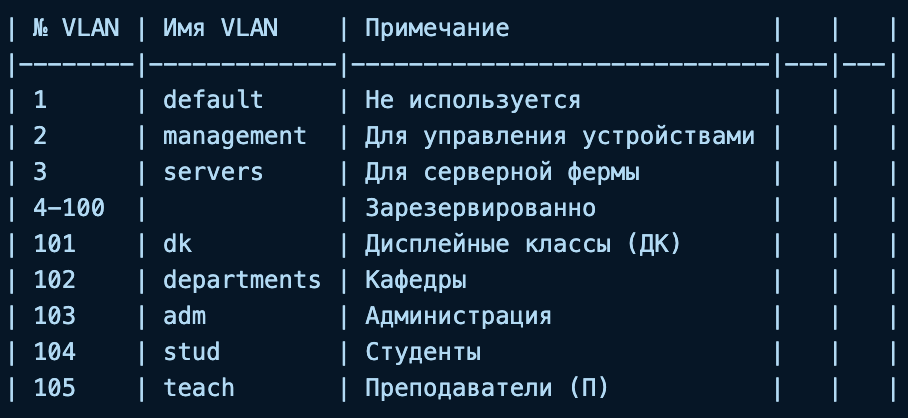 | № VLAN | Имя VLAN | Примечание | | |
|--------|-------------|-----------------------------|---|---|
| 1 | default | Не используется | | |
| 2 | management | Для управления устройствами | | |
| 3 | servers | Для серверной фермы | | |
| 4-100 | | Зарезервированно | | |
| 101 | dk | Дисплейные классы (ДК) | | |
| 102 | departments | Кафедры | | |
| 103 | adm | Администрация | | |
| 104 | stud | Студенты | | |
| 105 | teach | Преподаватели (П) | | |